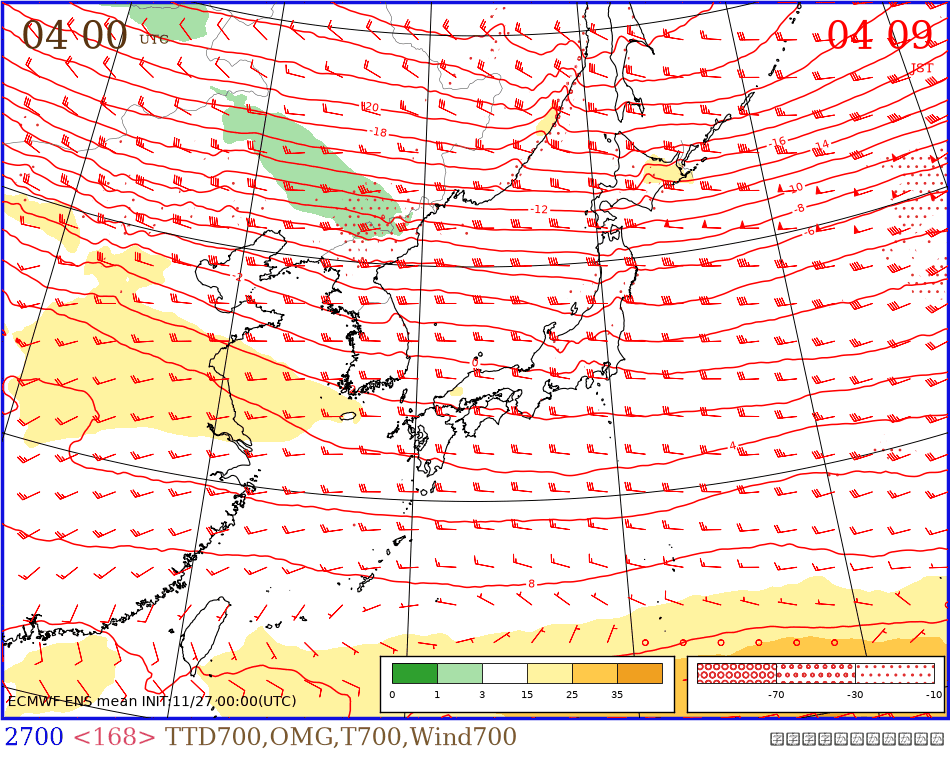 04 00 UTC
04 09
JST
-20
-18
-16
-14
-12
-10
-8
-6
-2
0
4
8
0 1 3 15 25 35
-70 -30 -10
ECMWF ENS mean INIT:11/27,00:00(UTC)
2700 <168> TTD700,OMG,T700,Wind700